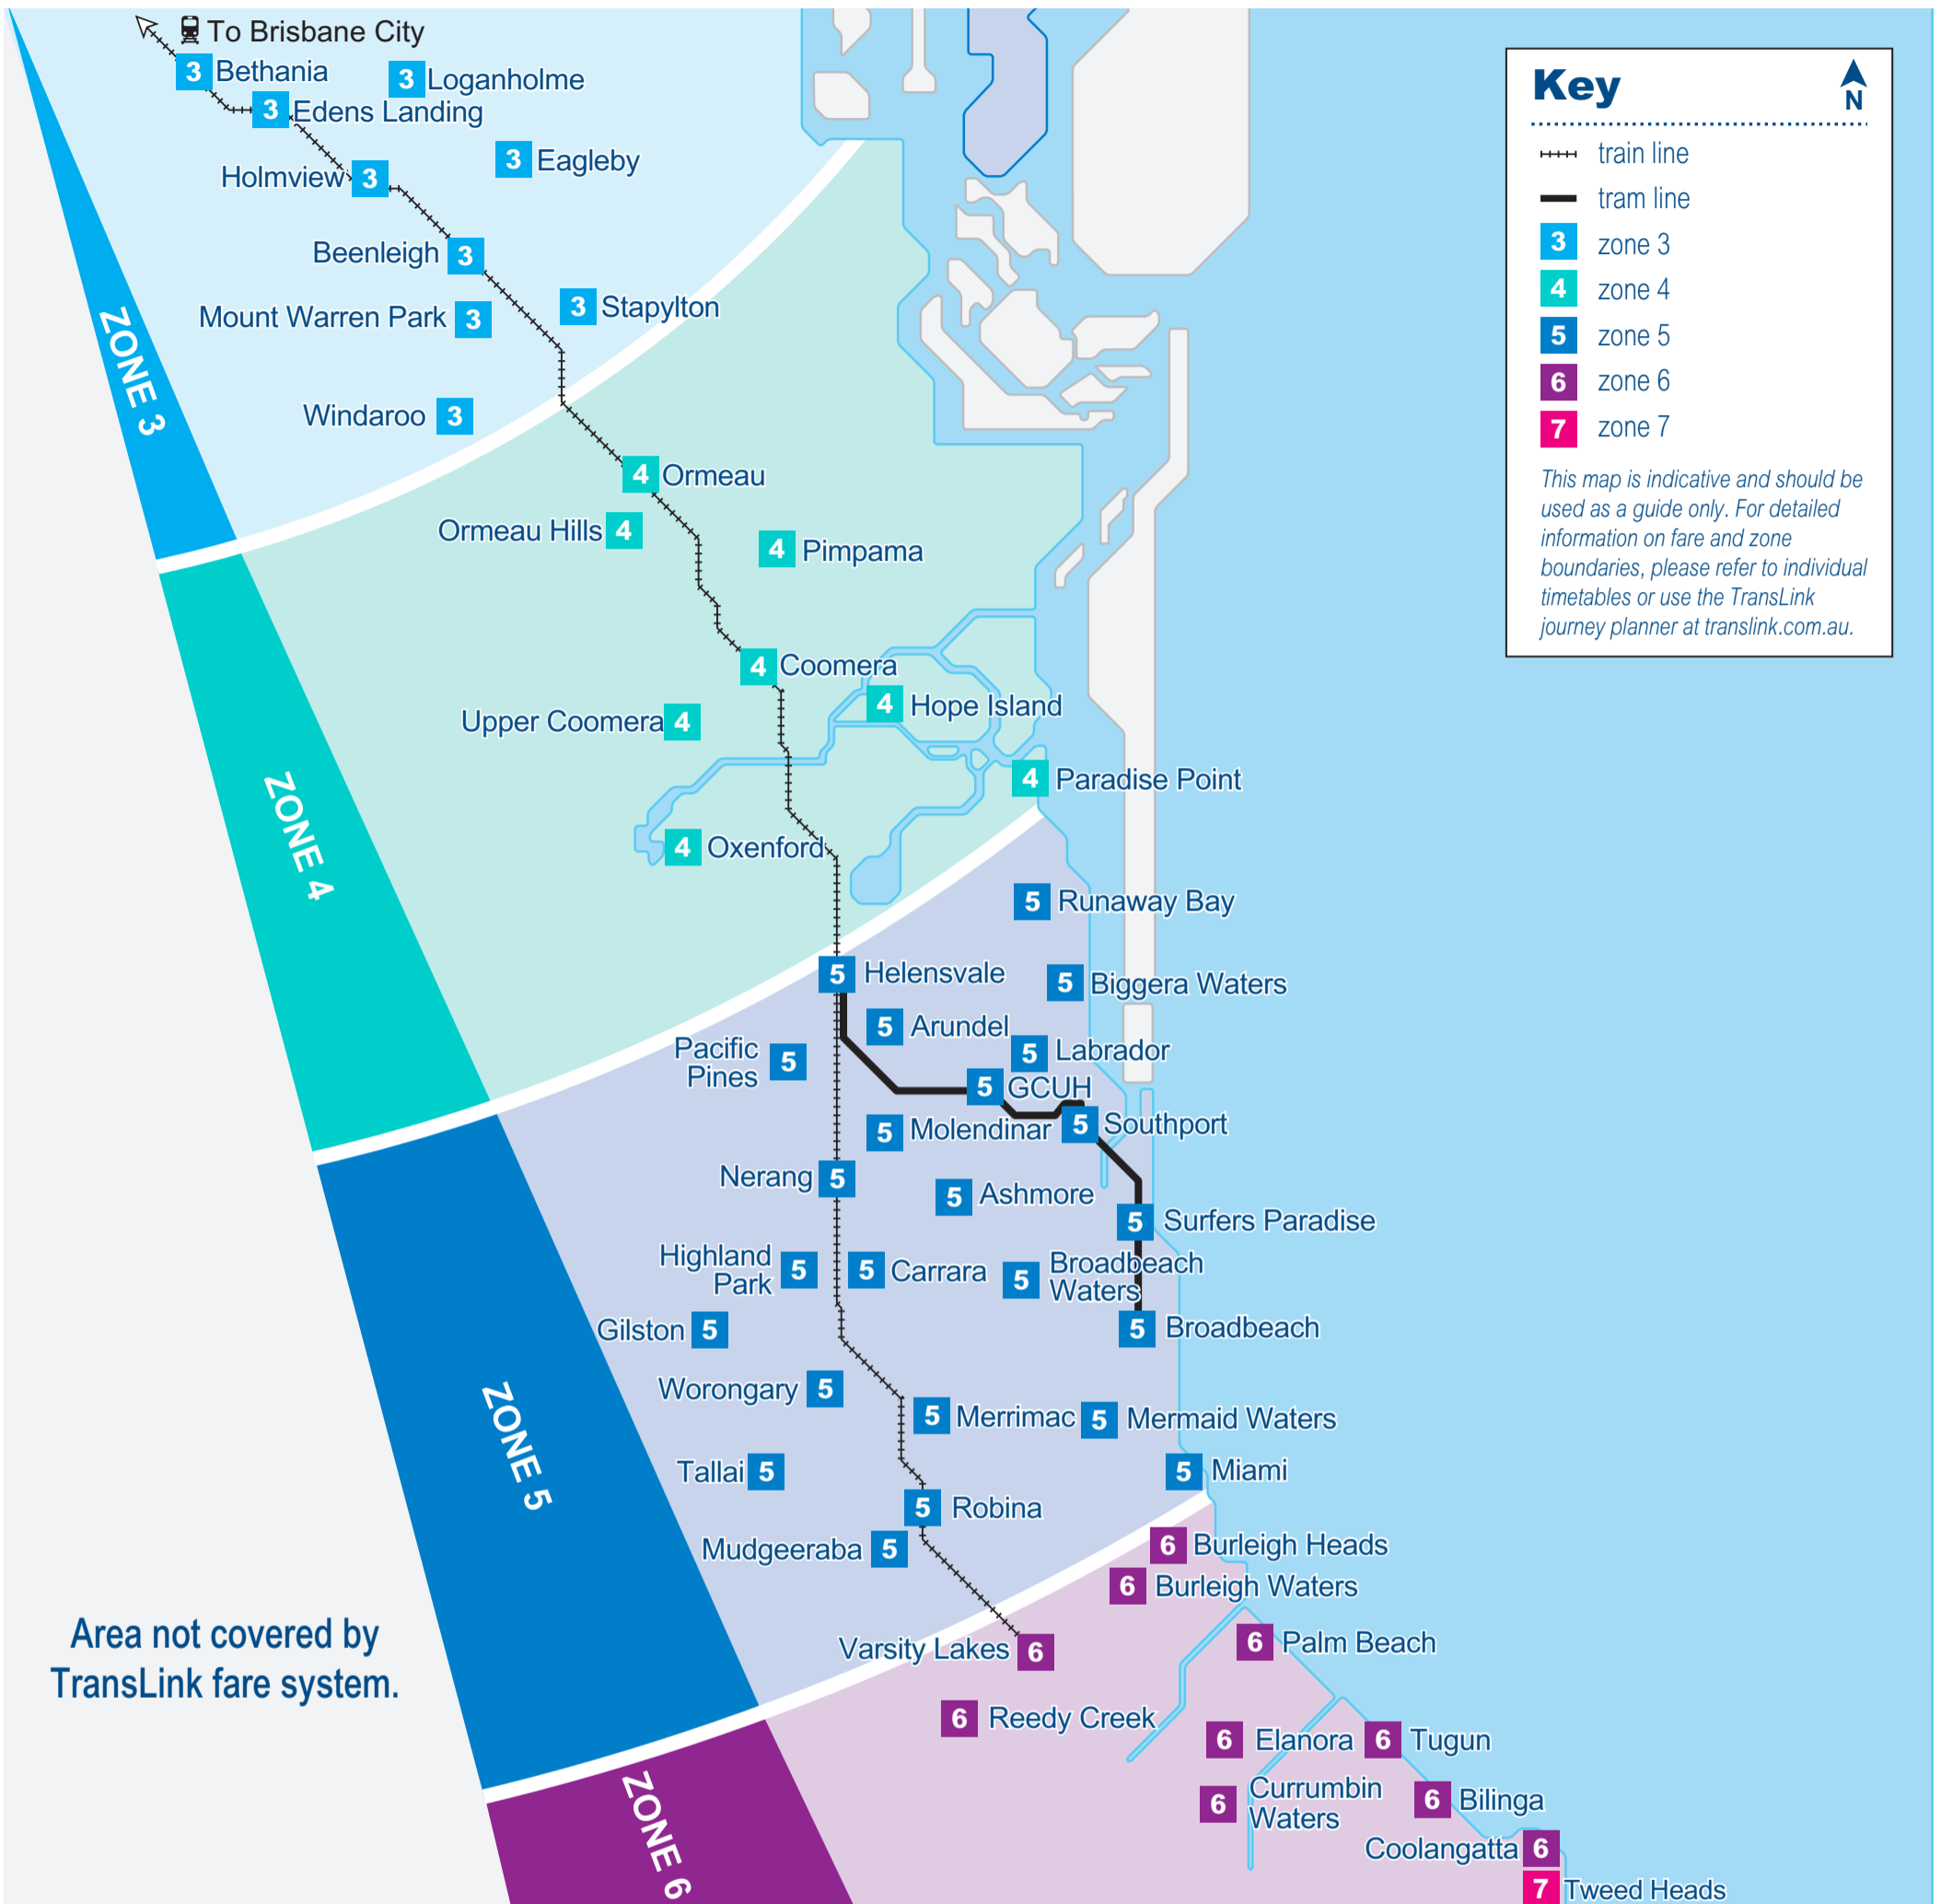 To Brisbane City
3 Bethania
3 Loganholme
3 Edens Landing
3 Eagleby
Holmview 3
Beenleigh 3
3 Stapylton
Mount Warren Park 3
Windaroo 3
ZONE 3
4 Ormeau
Ormeau Hills 4
4 Pimpama
4 Coomera
4 Hope Island
Upper Coomera 4
4 Paradise Point
4 Oxenford
ZONE 4
5 Runaway Bay
5 Helensvale
5 Biggera Waters
5 Arundel
5 Labrador
Pacific
Pines 5
5 GCUH
5 Southport
5 Molendinar
Nerang 5
5 Ashmore
5 Surfers Paradise
Highland
Park 5
5 Carrara
5 Broadbeach
Waters
Gilston 5
5 Broadbeach
Worongary 5
5 Merrimac
5 Mermaid Waters
Tallai 5
5 Miami
5 Robina
Mudgeeraba 5
ZONE 5
6 Burleigh Heads
6 Burleigh Waters
6 Palm Beach
Varsity Lakes 6
6 Reedy Creek
6 Elanora
6 Tugun
6 Currumbin
Waters
6 Bilinga
Coolangatta 6
7 Tweed Heads
ZONE 6
Area not covered by
TransLink fare system.
Key
N
train line
tram line
3 zone 3
4 zone 4
5 zone 5
6 zone 6
7 zone 7
This map is indicative and should be
used as a guide only. For detailed
information on fare and zone
boundaries, please refer to individual
timetables or use the TransLink
journey planner at translink.com.au.